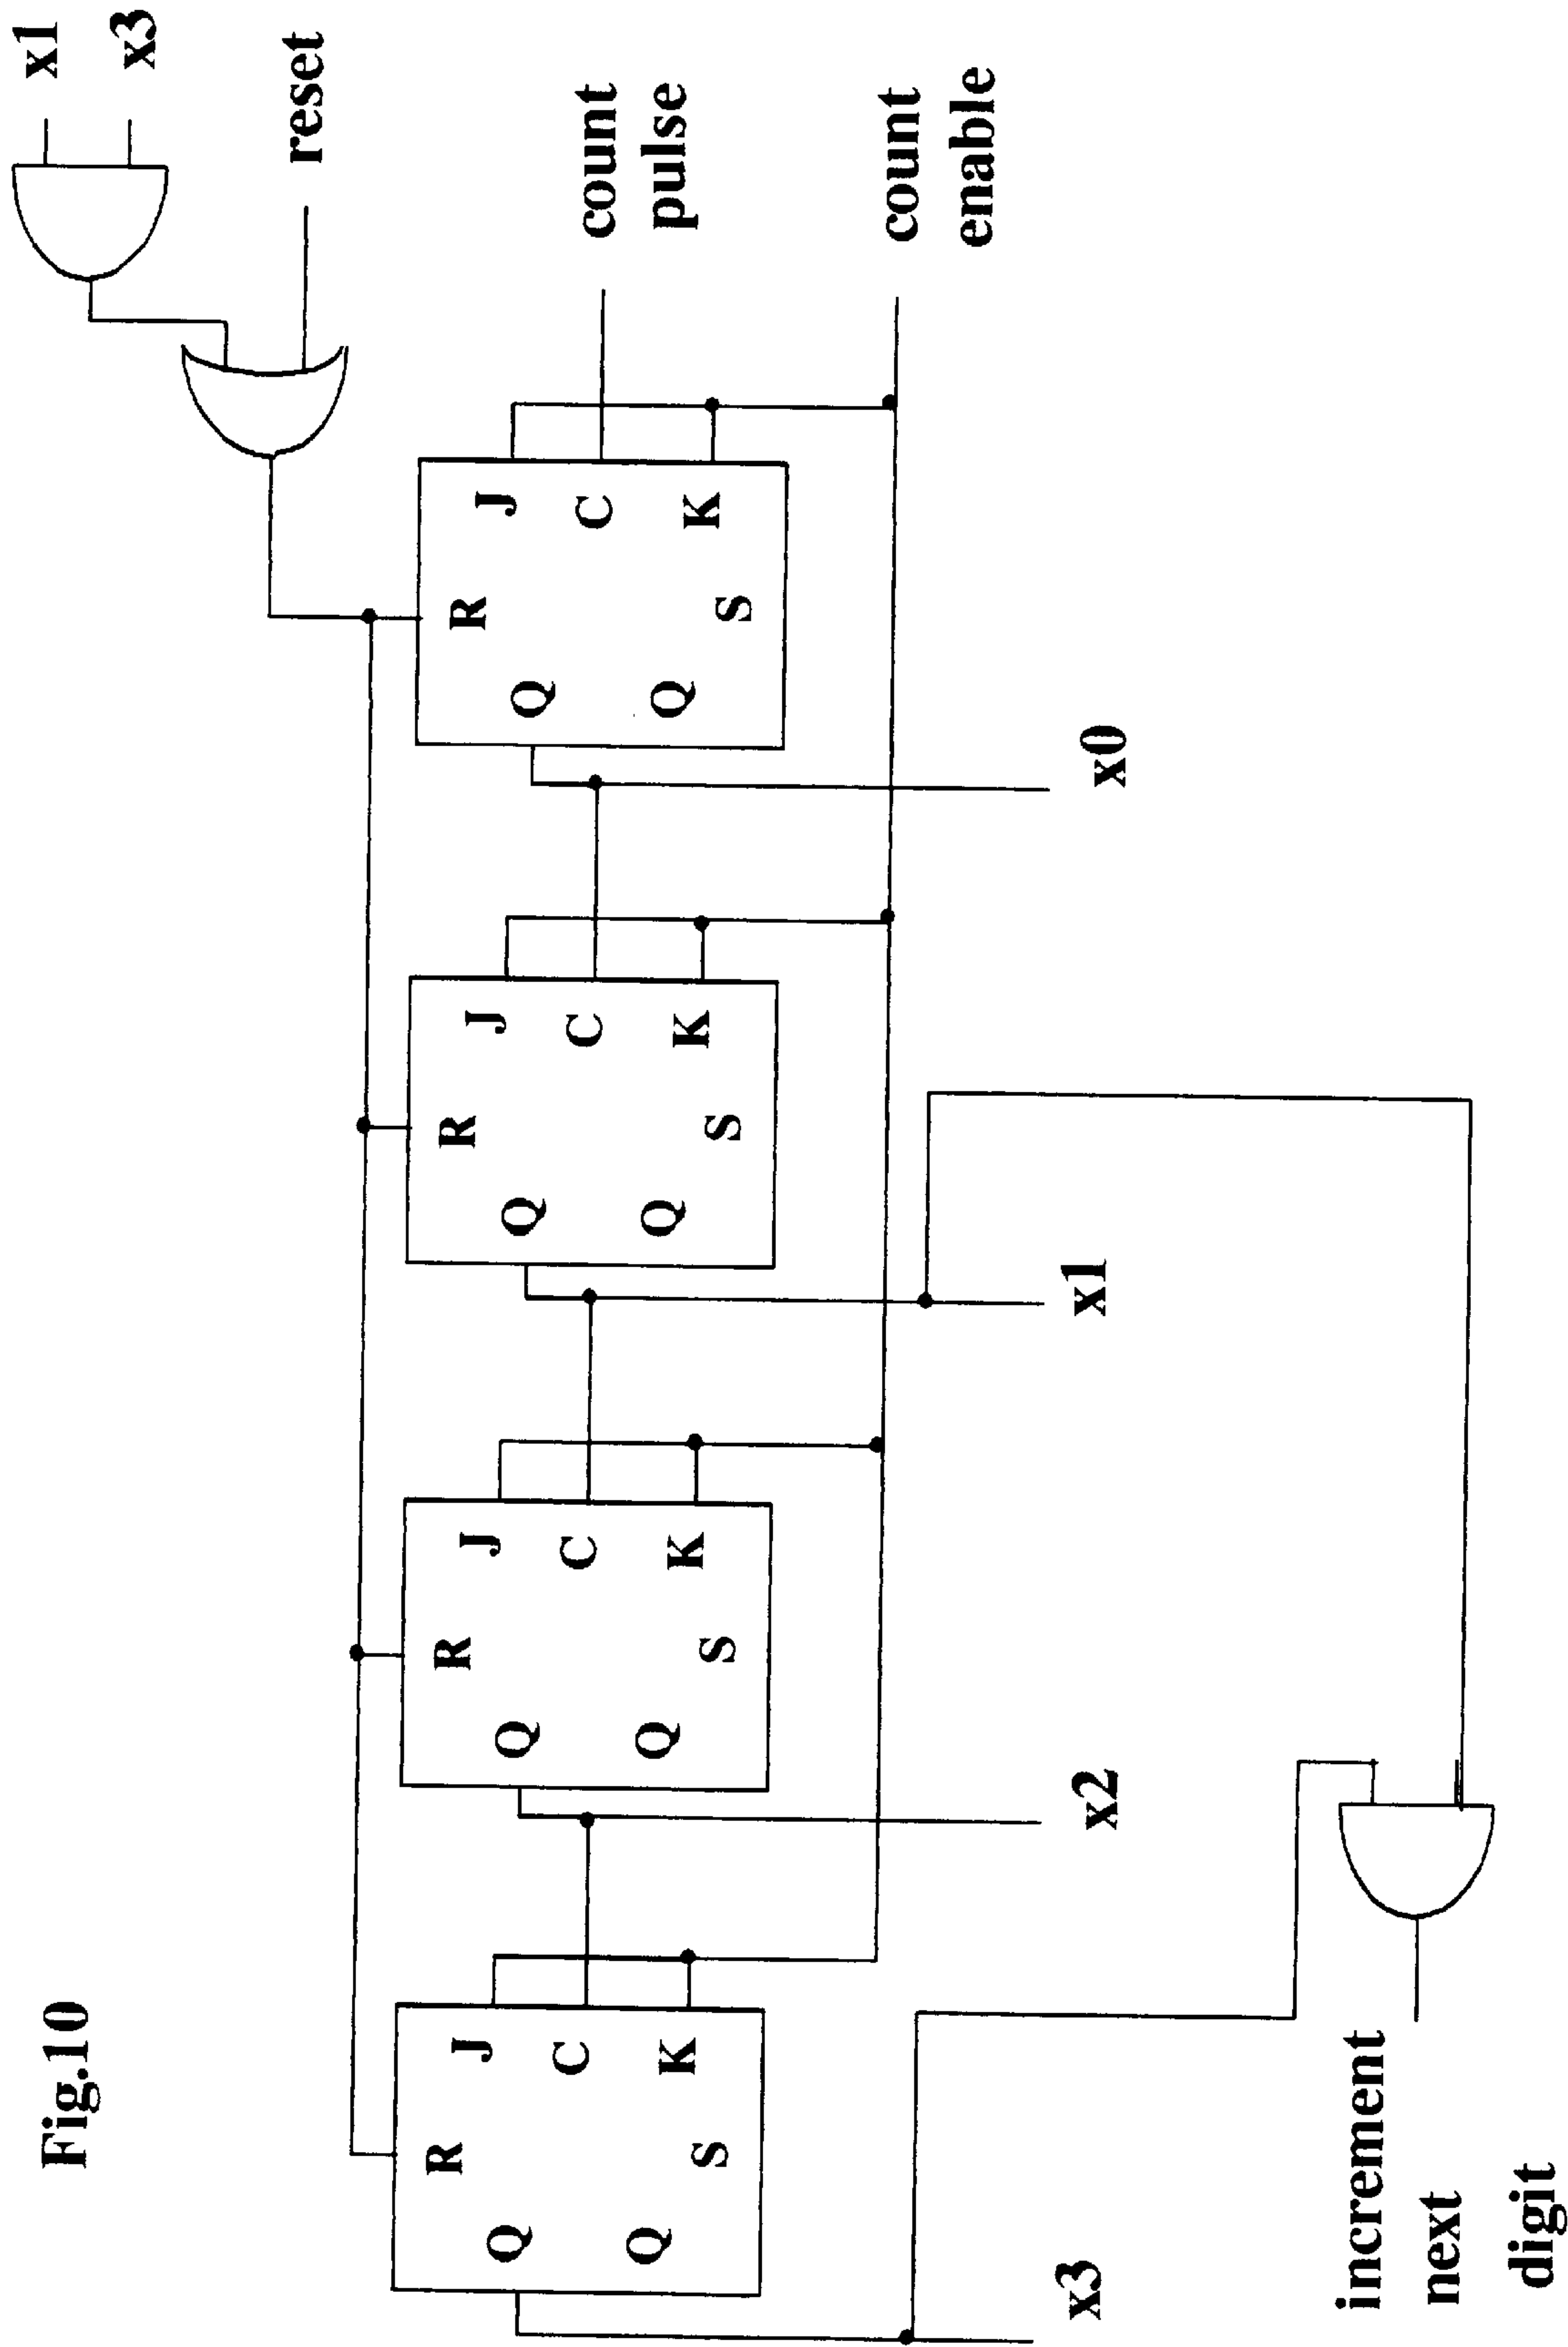 Fig.10
x1
x3
reset
R R R R
J J J J
Q Q Q Q
C C C C
count
pulse
Q Q Q Q
K K K K
S S S S
count
enable
x3 x2 x1 x0
increment
next
digit